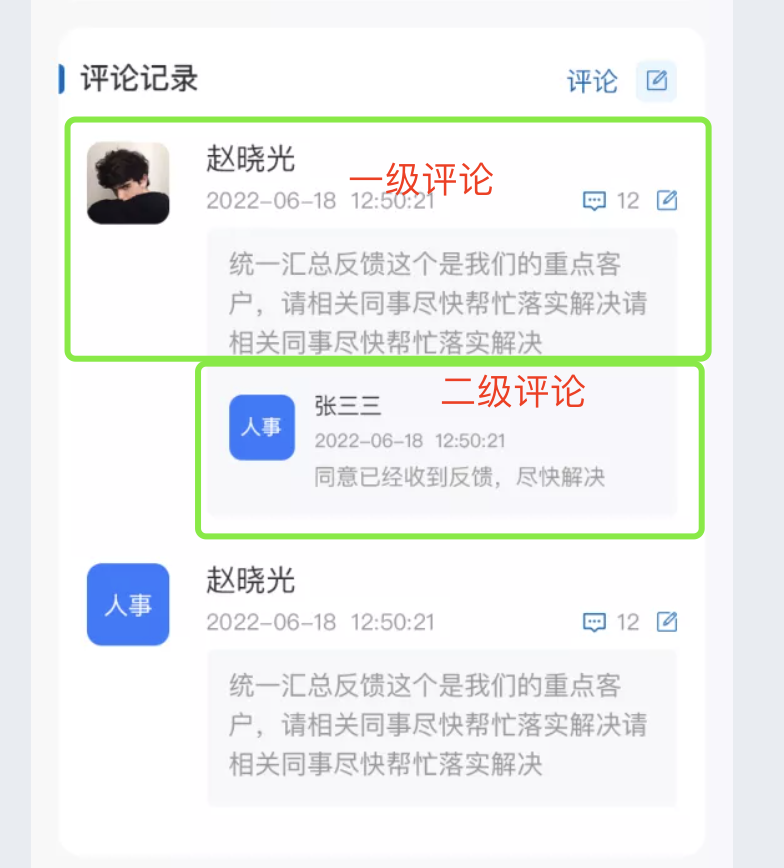 评论记录
评论
赵晓光
一级评论
2022-06-18 12:50:21
12
统一汇总反馈这个是我们的重点客
户，请相关同事尽快帮忙落实解决请
相关同事尽快帮忙落实解决
二级评论
人事
张三三
2022-06-18 12:50:21
同意已经收到反馈，尽快解决
人事
赵晓光
2022-06-18 12:50:21
12
统一汇总反馈这个是我们的重点客
户，请相关同事尽快帮忙落实解决请
相关同事尽快帮忙落实解决